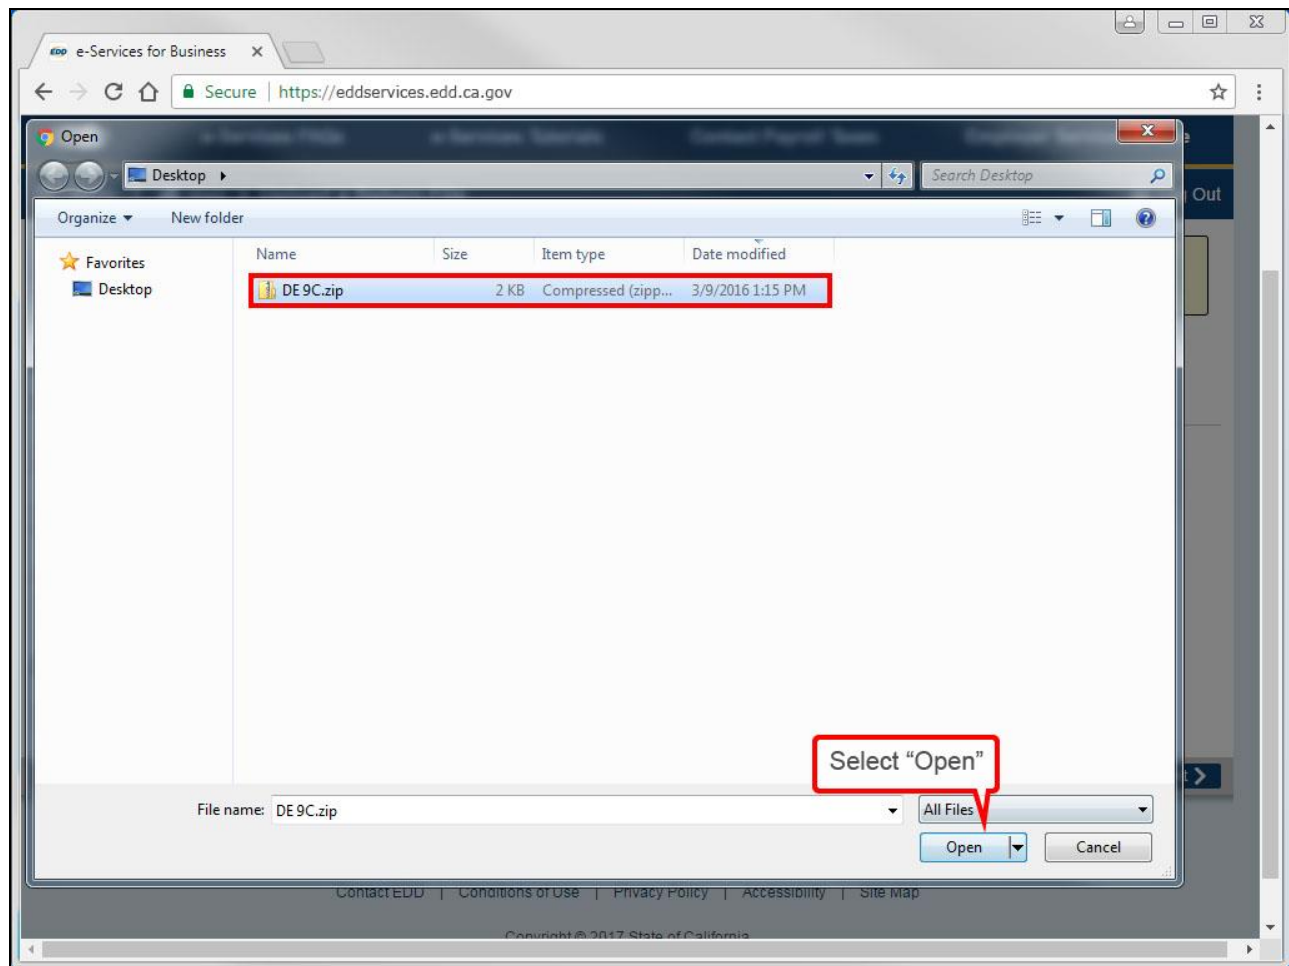 EDD e-Services for Business
Secure | https://eddservices.edd.ca.gov
Open
Desktop
Search Desktop
Out
Organize New folder
Favorites
Desktop
Name Size Item type Date modified
DE 9C.zip 2 KB Compressed (zipp... 3/9/2016 1:15 PM
Select “Open”
File name: DE 9C.zip All Files
Open Cancel
Contact EDD | Conditions of Use | Privacy Policy | Accessibility | Site Map
Copyright © 2017 State of California